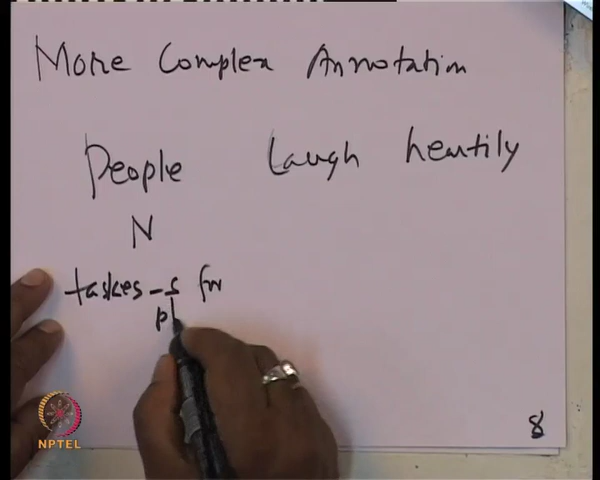 More Complex Annotation
People Laugh heartily
N
takes -s for
pl
8
NPTEL